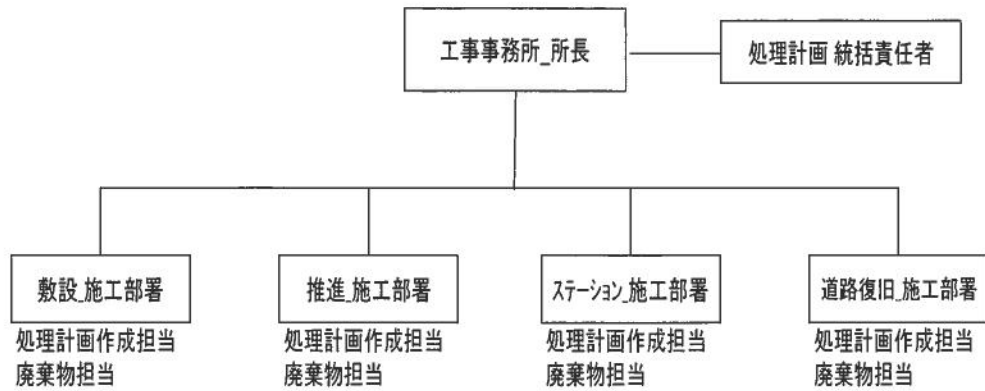 工事事務所_所長
処理計画 統括責任者
敷設_施工部署
処理計画作成担当
廃棄物担当
推進_施工部署
処理計画作成担当
廃棄物担当
ステーション_施工部署
処理計画作成担当
廃棄物担当
道路復旧_施工部署
処理計画作成担当
廃棄物担当